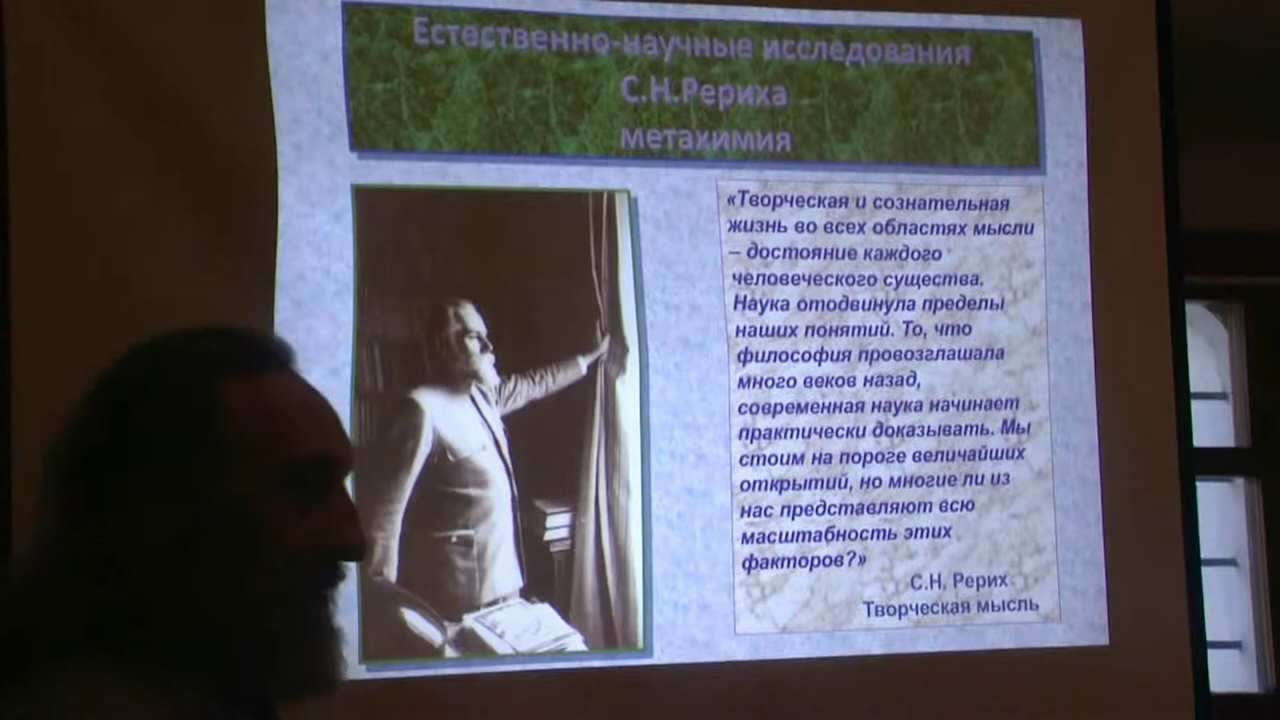 Естественно-научные исследования
С.Н.Рериха
метахимия
«Творческая и сознательная
жизнь во всех областях мысли
– достояние каждого
человеческого существа.
Наука отодвинула пределы
наших понятий. То, что
философия провозглашала
много веков назад,
современная наука начинает
практически доказывать. Мы
стоим на пороге величайших
открытий, но многие ли из
нас представляют всю
масштабность этих
факторов?»
С.Н. Рерих
Творческая мысль